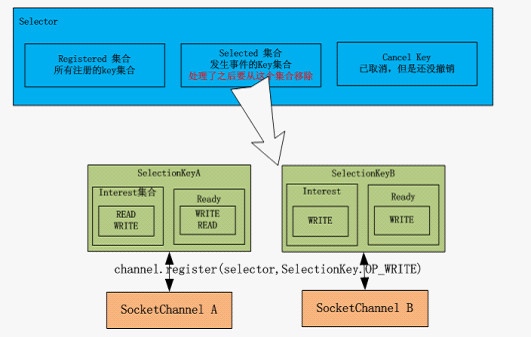 Selector
Registered 集合
所有注册的key集合
Selected 集合
发生事件的Key集合
处理了之后要从这个集合移除
Cancel Key
已取消，但是还没撤销
SelectionKeyA
Interest集合
READ
WRITE
Ready
WRITE
READ
SelectionKeyB
Interest
WRITE
Ready
WRITE
channel.register(selector,SelectionKey.OP_WRITE)
SocketChannel A
SocketChannel B